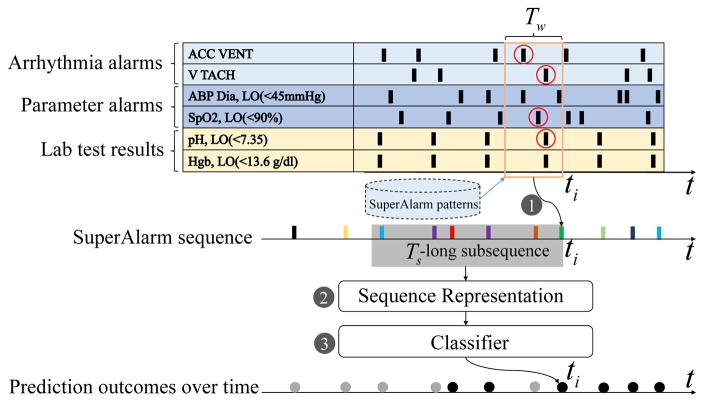 T_w
Arrhythmia alarms
ACC VENT
V TACH
Parameter alarms
ABP Dia, LO(<45mmHg)
SpO2, LO(<90%)
Lab test results
pH, LO(<7.35)
Hgb, LO(<13.6 g/dl)
t_i
t
SuperAlarm patterns
1
SuperAlarm sequence
T_s-long subsequence
t_i
t
2
Sequence Representation
3
Classifier
t_i
Prediction outcomes over time
t